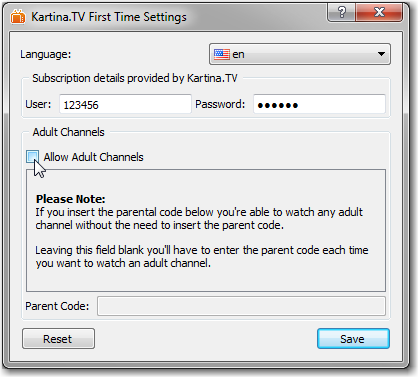 Kartina.TV First Time Settings
?
X
Language:
en
Subscription details provided by Kartina.TV
User: 123456 Password: ●●●●●●
Adult Channels
Allow Adult Channels
Please Note:
If you insert the parental code below you're able to watch any adult
channel without the need to insert the parent code.
Leaving this field blank you'll have to enter the parent code each time
you want to watch an adult channel.
Parent Code:
Reset
Save